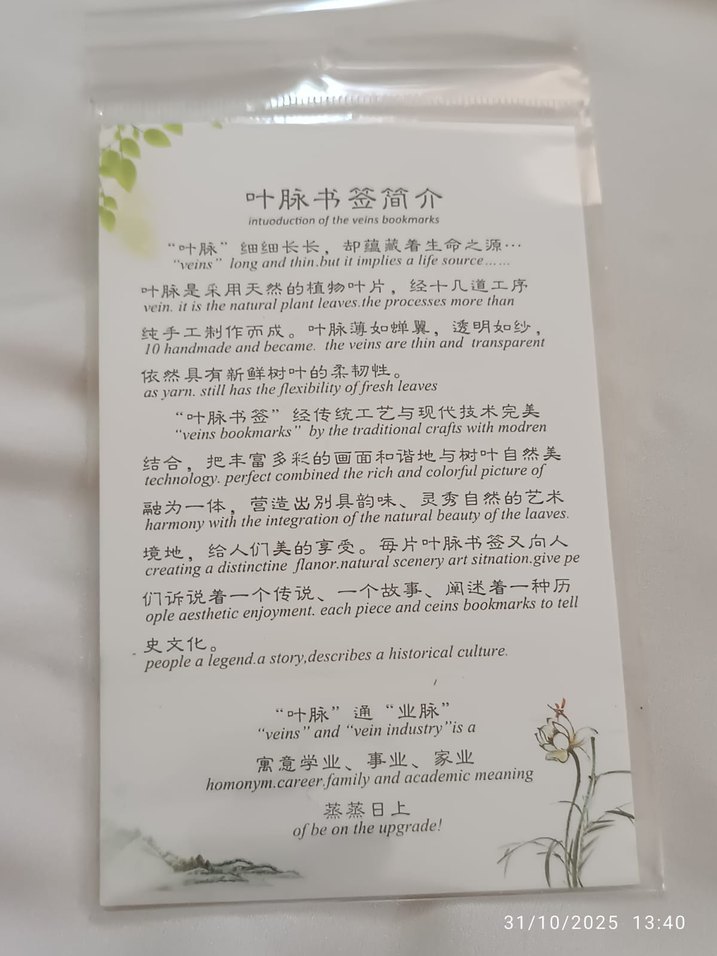 叶脉书签简介
intuoduction of the veins bookmarks
“叶脉”细细长长，却蕴藏着生命之源…
“veins” long and thin.but it implies a life source……
叶脉是采用天然的植物叶片，经十几道工序
vein. it is the natural plant leaves.the processes more than
纯手工制作而成。叶脉薄如蝉翼，透明如纱，
10 handmade and became. the veins are thin and transparent
依然具有新鲜树叶的柔韧性。
as yarn. still has the flexibility of fresh leaves
“叶脉书签”经传统工艺与现代技术完美
“veins bookmarks” by the traditional crafts with modren
结合，把丰富多彩的画面和谐地与树叶自然美
technology. perfect combined the rich and colorful picture of
融为一体，营造出别具韵味、灵秀自然的艺术
harmony with the integration of the natural beauty of the laaves.
境地，给人们美的享受。每片叶脉书签又向人
creating a distinctine flanor.natural scenery art sitnation.give pe
们诉说着一个传说、一个故事、阐述着一种历
ople aesthetic enjoyment. each piece and ceins bookmarks to tell
史文化。
people a legend.a story,describes a historical culture.
“叶脉”通“业脉”
“veins” and “vein industry”is a
寓意学业、事业、家业
homonym.career.family and academic meaning
蒸蒸日上
of be on the upgrade!
31/10/2025 13:40